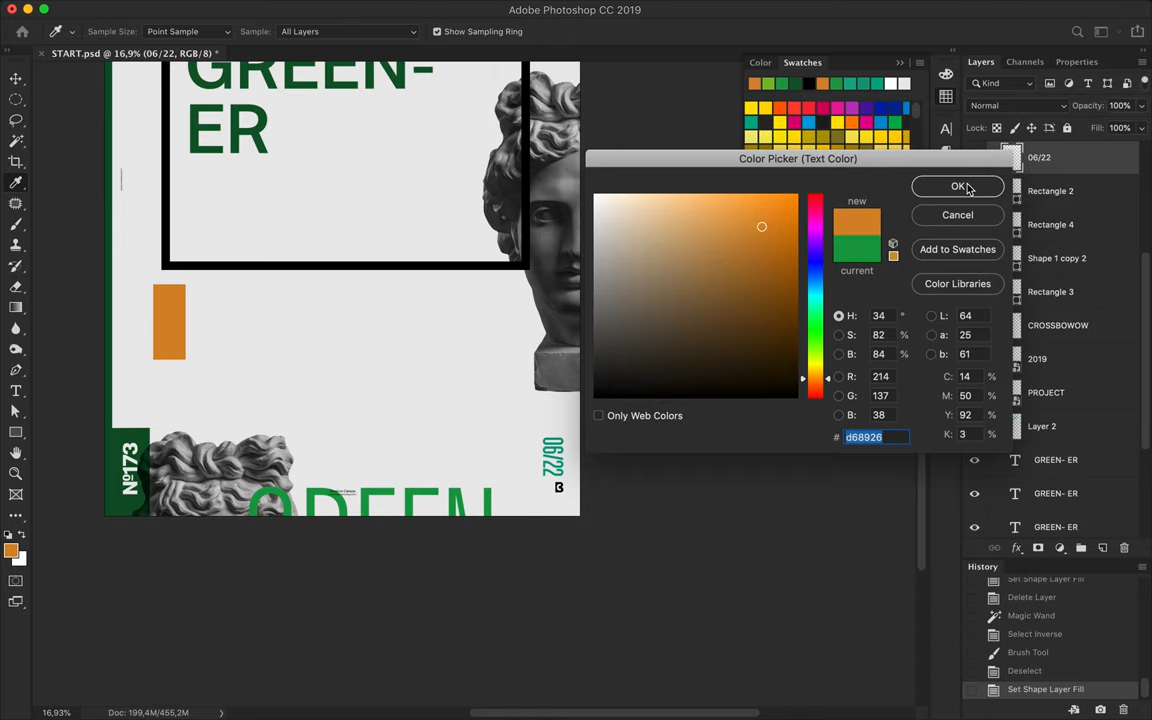 Adobe Photoshop CC 2019
Sample Size: Point Sample Sample: All Layers Show Sampling Ring
START.psd @ 16,9% (06/22, RGB/8) *
GREEN-
ER
Nº173
06/22
GREEN
Color Swatches
Color Picker (Text Color)
new
current
OK
Cancel
Add to Swatches
Color Libraries
H: 34 °
S: 82 %
B: 84 %
R: 214
G: 137
B: 38
L: 64
a: 25
b: 61
C: 14 %
M: 50 %
Y: 92 %
K: 3 %
# d68926
Only Web Colors
Layers Channels Properties
Kind
Normal Opacity: 100%
Lock: Fill: 100%
06/22
Rectangle 2
Rectangle 4
Shape 1 copy 2
Rectangle 3
CROSSBOWOW
2019
PROJECT
Layer 2
GREEN- ER
GREEN- ER
GREEN- ER
History
Set Shape Layer Fill
Delete Layer
Magic Wand
Select Inverse
Brush Tool
Deselect
Set Shape Layer Fill
16,93% Doc: 199,4M/455,2M